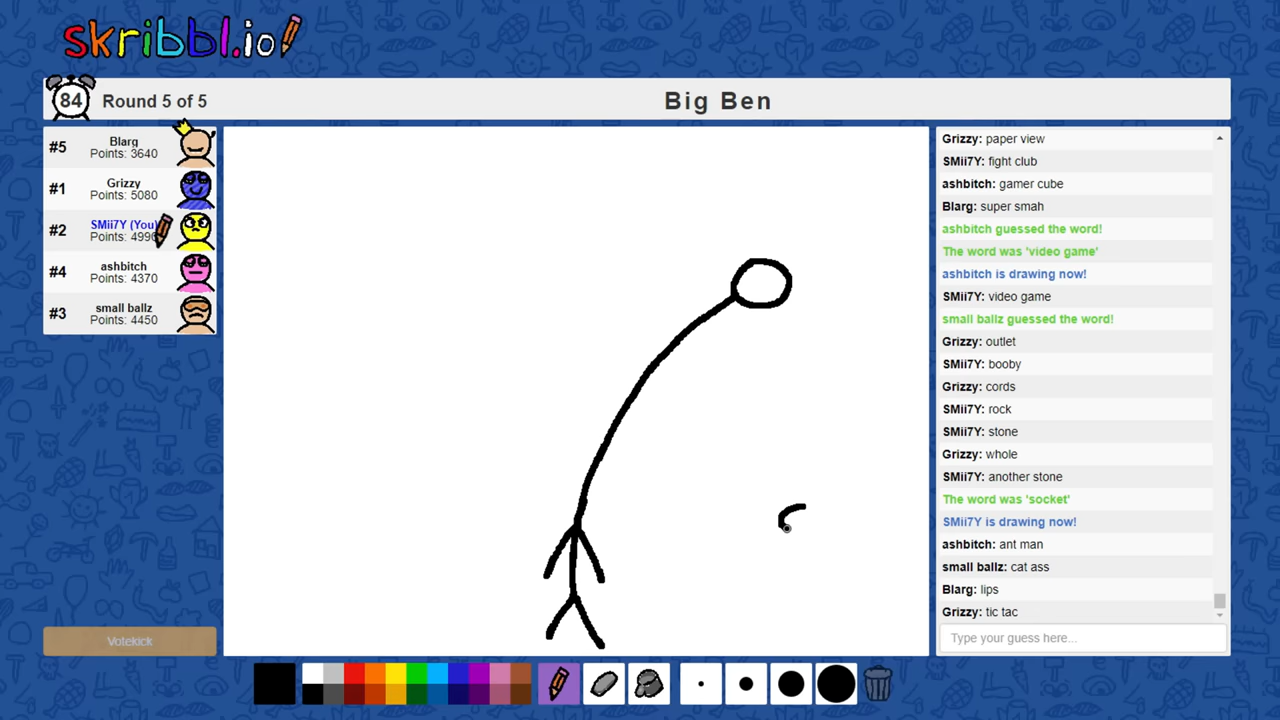 skribbl.io
84
Round 5 of 5
Big Ben
#5
Blarg
Points: 3640
#1
Grizzy
Points: 5080
#2
SMii7Y (You)
Points: 4990
#4
ashbitch
Points: 4370
#3
small ballz
Points: 4450
Votekick
Grizzy: paper view
SMii7Y: fight club
ashbitch: gamer cube
Blarg: super smah
ashbitch guessed the word!
The word was 'video game'
ashbitch is drawing now!
SMii7Y: video game
small ballz guessed the word!
Grizzy: outlet
SMii7Y: booby
Grizzy: cords
SMii7Y: rock
SMii7Y: stone
Grizzy: whole
SMii7Y: another stone
The word was 'socket'
SMii7Y is drawing now!
ashbitch: ant man
small ballz: cat ass
Blarg: lips
Grizzy: tic tac
Type your guess here...